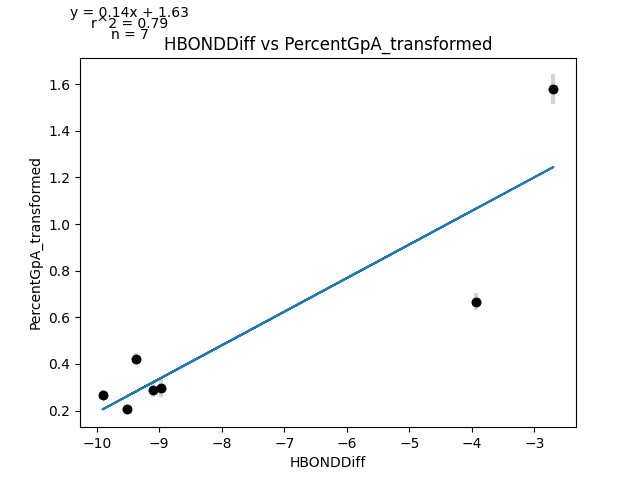 y = 0.14x + 1.63
r^2 = 0.79
n = 7
HBONDDiff vs PercentGpA_transformed
PercentGpA_transformed
1.6
1.4
1.2
1.0
0.8
0.6
0.4
0.2
−10 −9 −8 −7 −6 −5 −4 −3
HBONDDiff